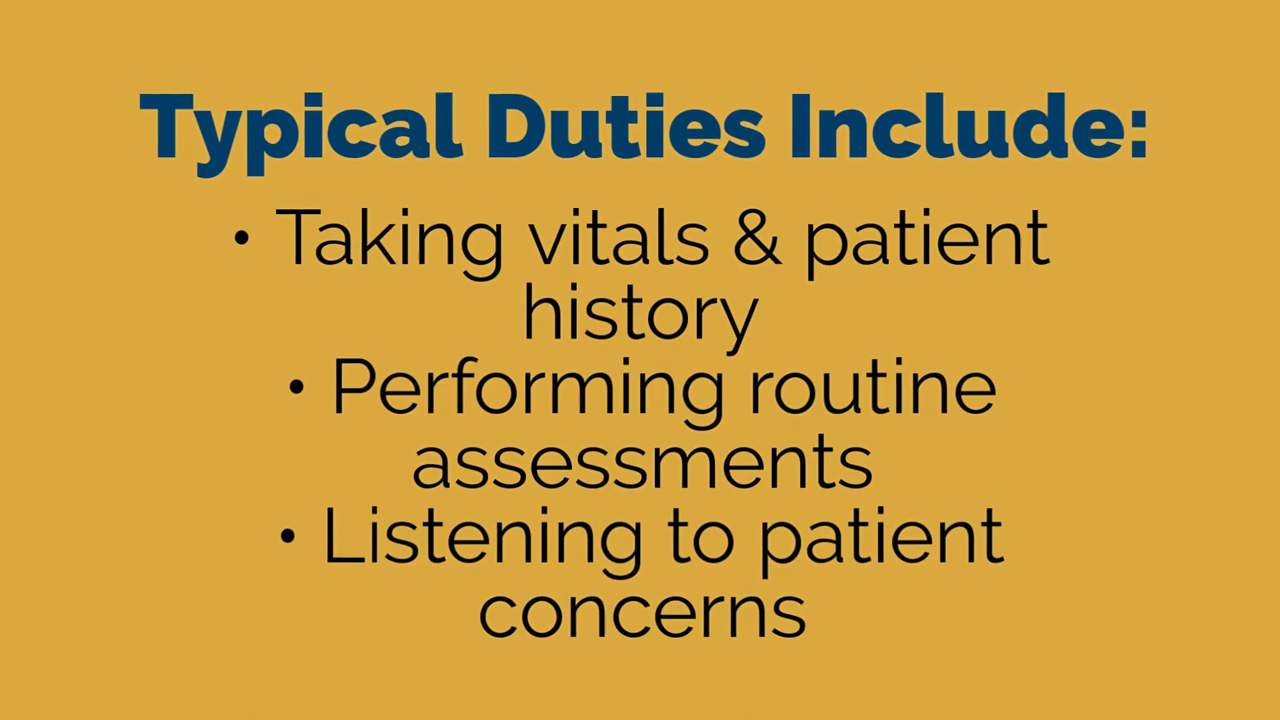 Typical Duties Include:
• Taking vitals & patient
history
• Performing routine
assessments
• Listening to patient
concerns